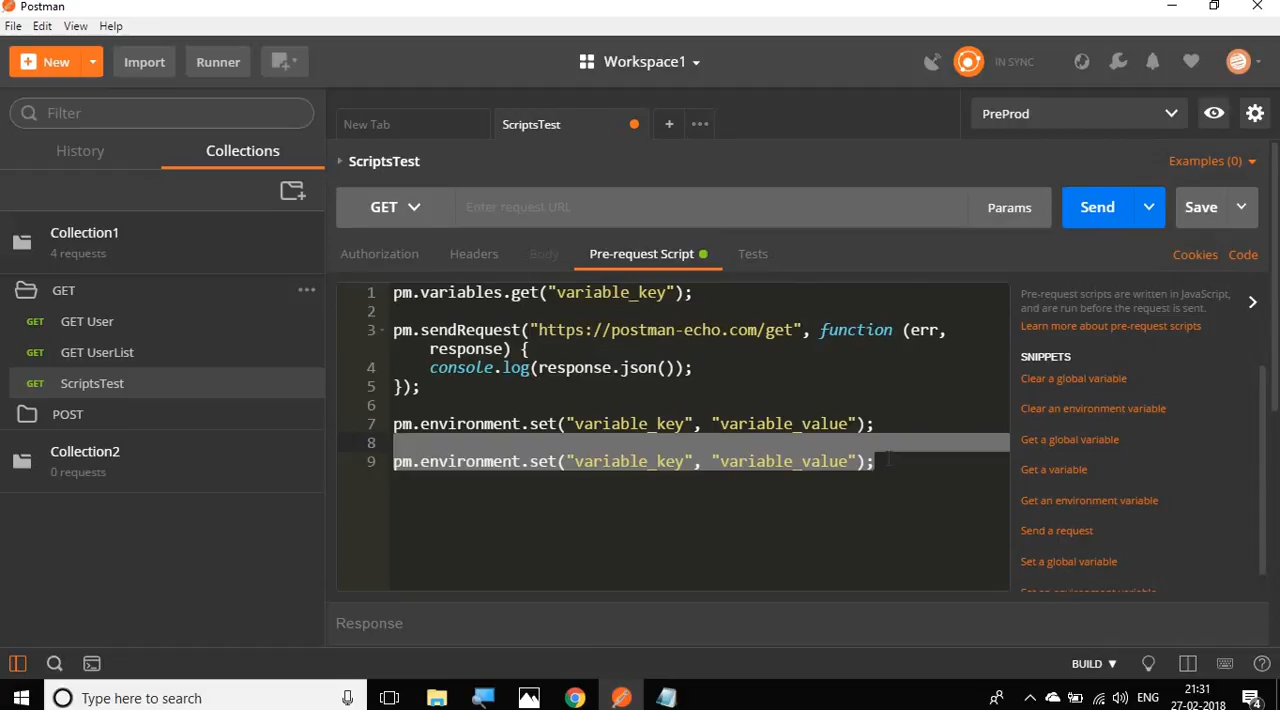 Postman
File Edit View Help
New Import Runner Workspace1 IN SYNC
Filter
History Collections
Collection1
4 requests
GET
GET GET User
GET GET UserList
GET ScriptsTest
POST
Collection2
0 requests
New Tab ScriptsTest
PreProd
ScriptsTest Examples (0)
GET Enter request URL Params Send Save
Authorization Headers Body Pre-request Script Tests Cookies Code
1 pm.variables.get("variable_key");
2
3 pm.sendRequest("https://postman-echo.com/get", function (err,
response) {
4 console.log(response.json());
5 });
6
7 pm.environment.set("variable_key", "variable_value");
8
9 pm.environment.set("variable_key", "variable_value");
Pre-request scripts are written in JavaScript,
and are run before the request is sent.
Learn more about pre-request scripts
SNIPPETS
Clear a global variable
Clear an environment variable
Get a global variable
Get a variable
Get an environment variable
Send a request
Set a global variable
Set an environment variable
Response
BUILD
Type here to search
ENG
21:31
27-02-2018
4